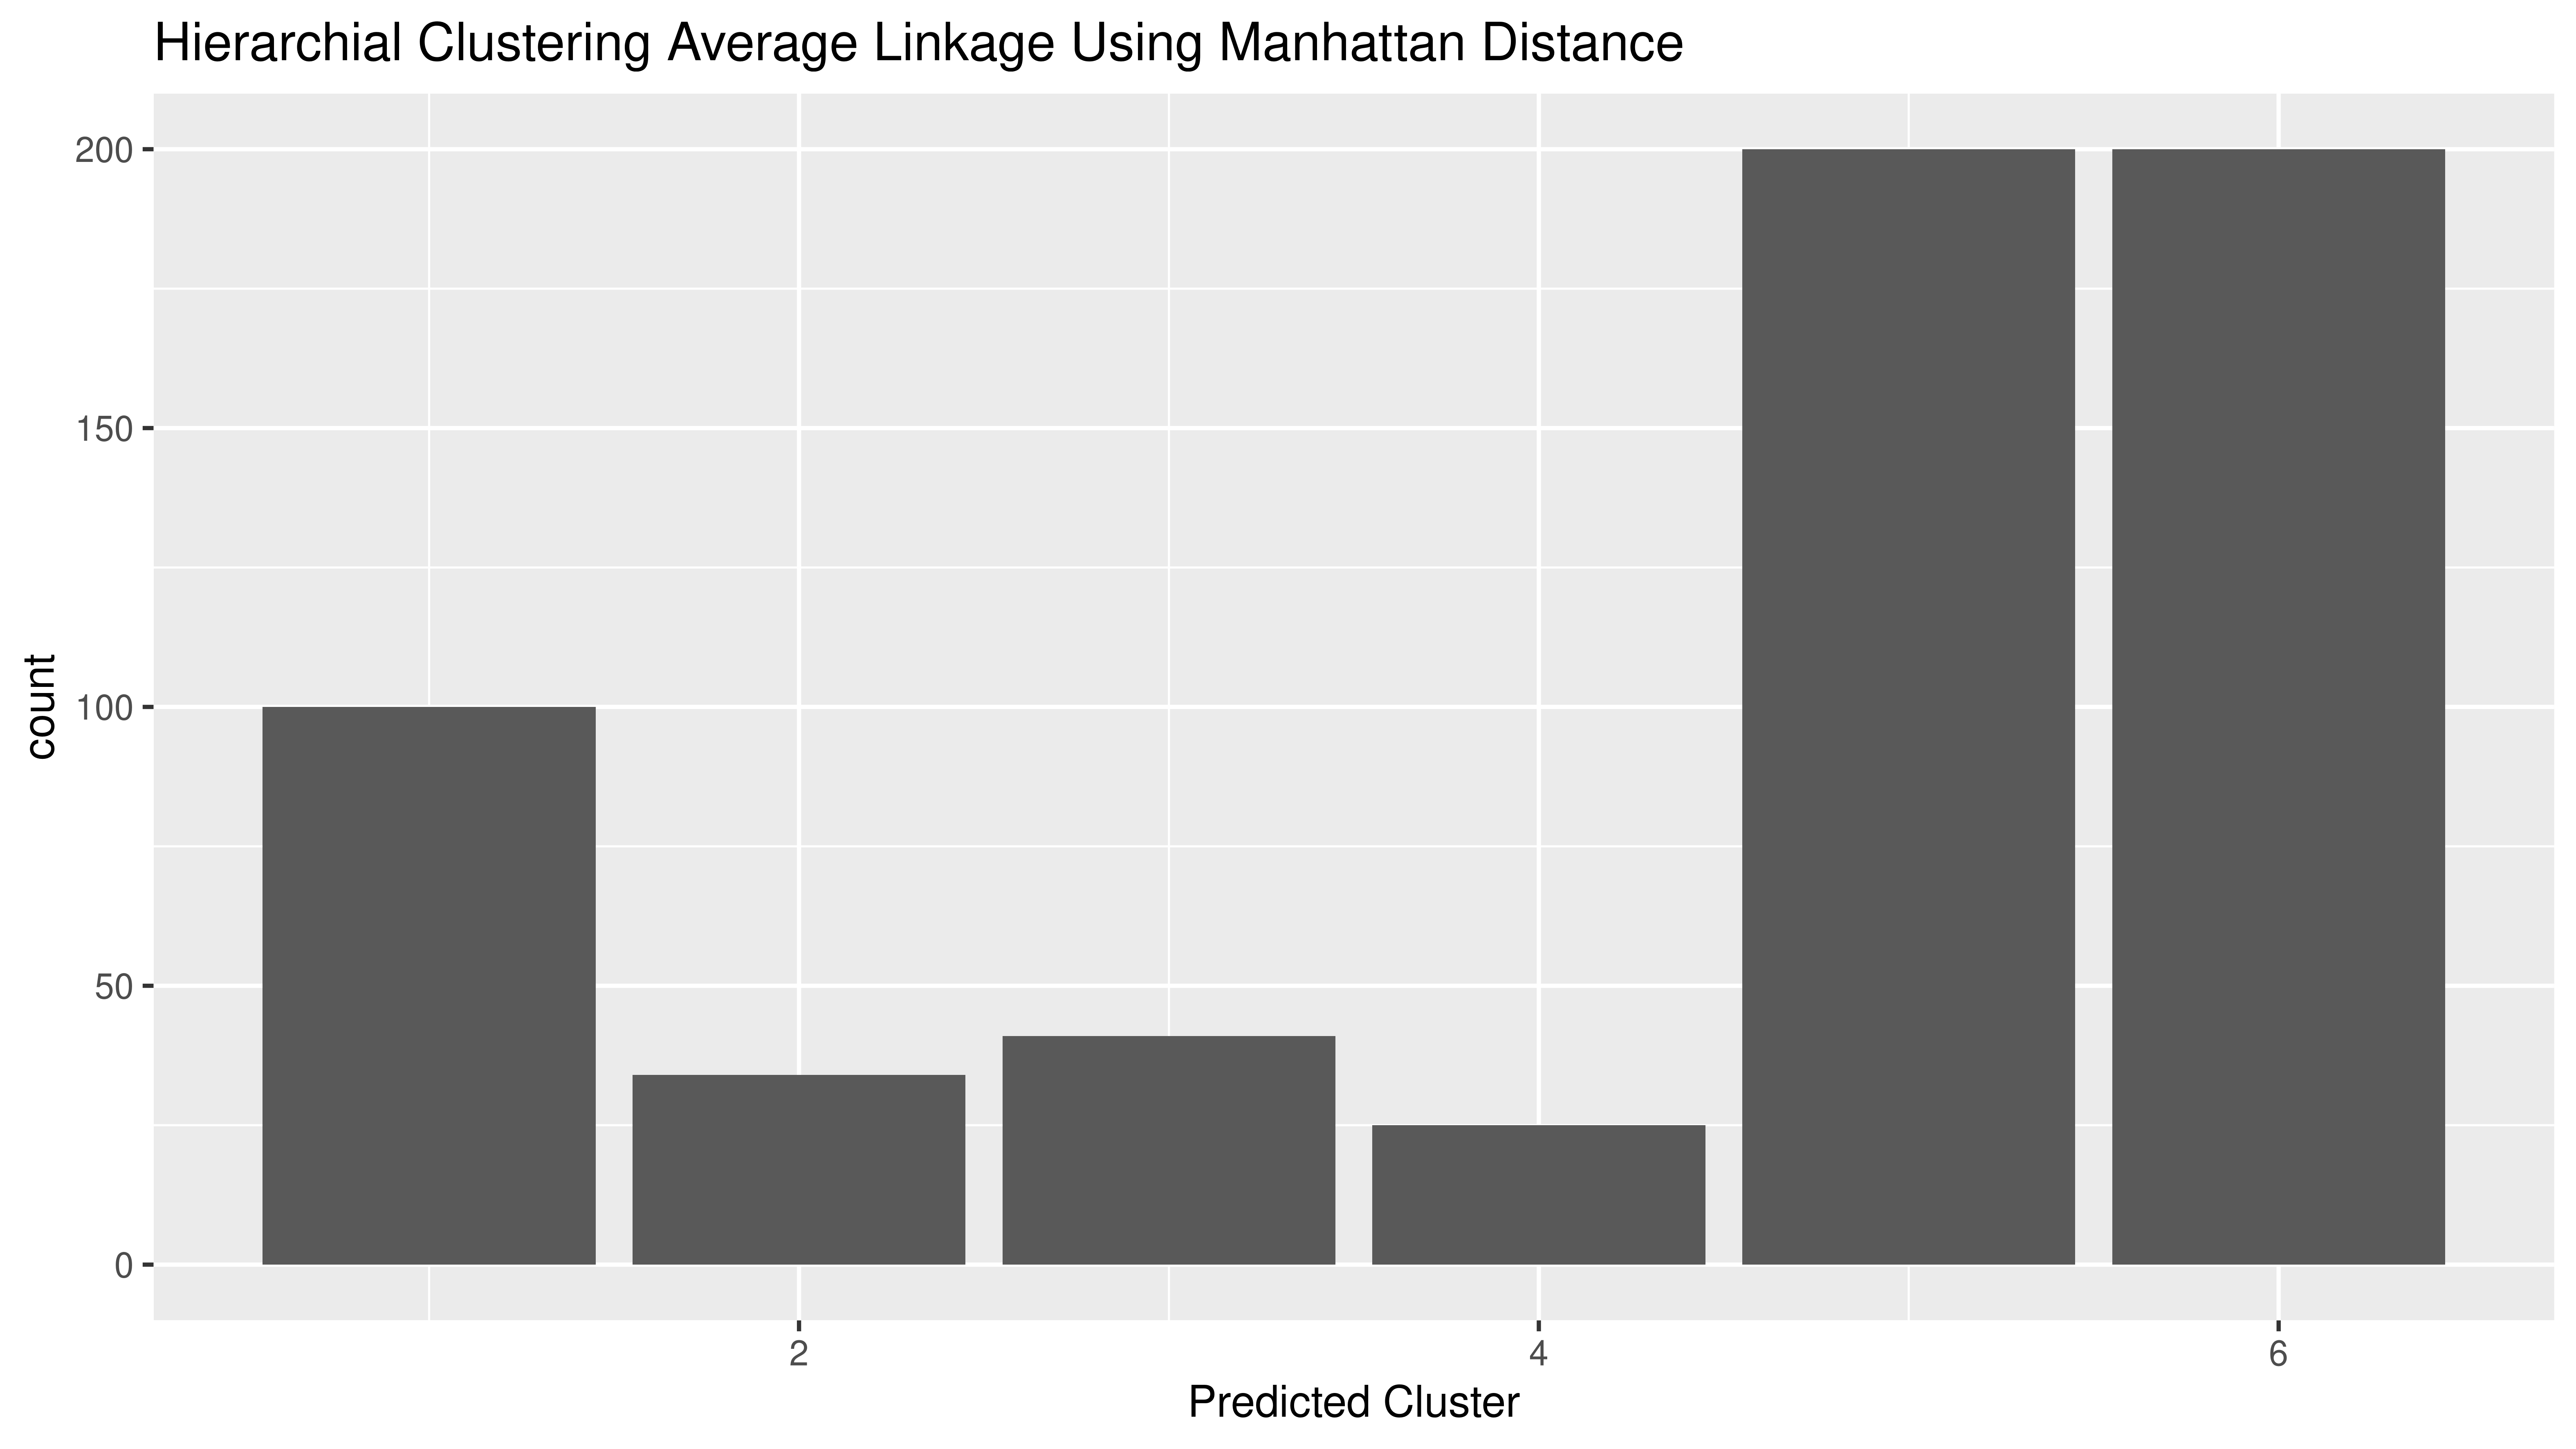 Hierarchial Clustering Average Linkage Using Manhattan Distance
200
150
100
50
0
count
2
4
6
Predicted Cluster